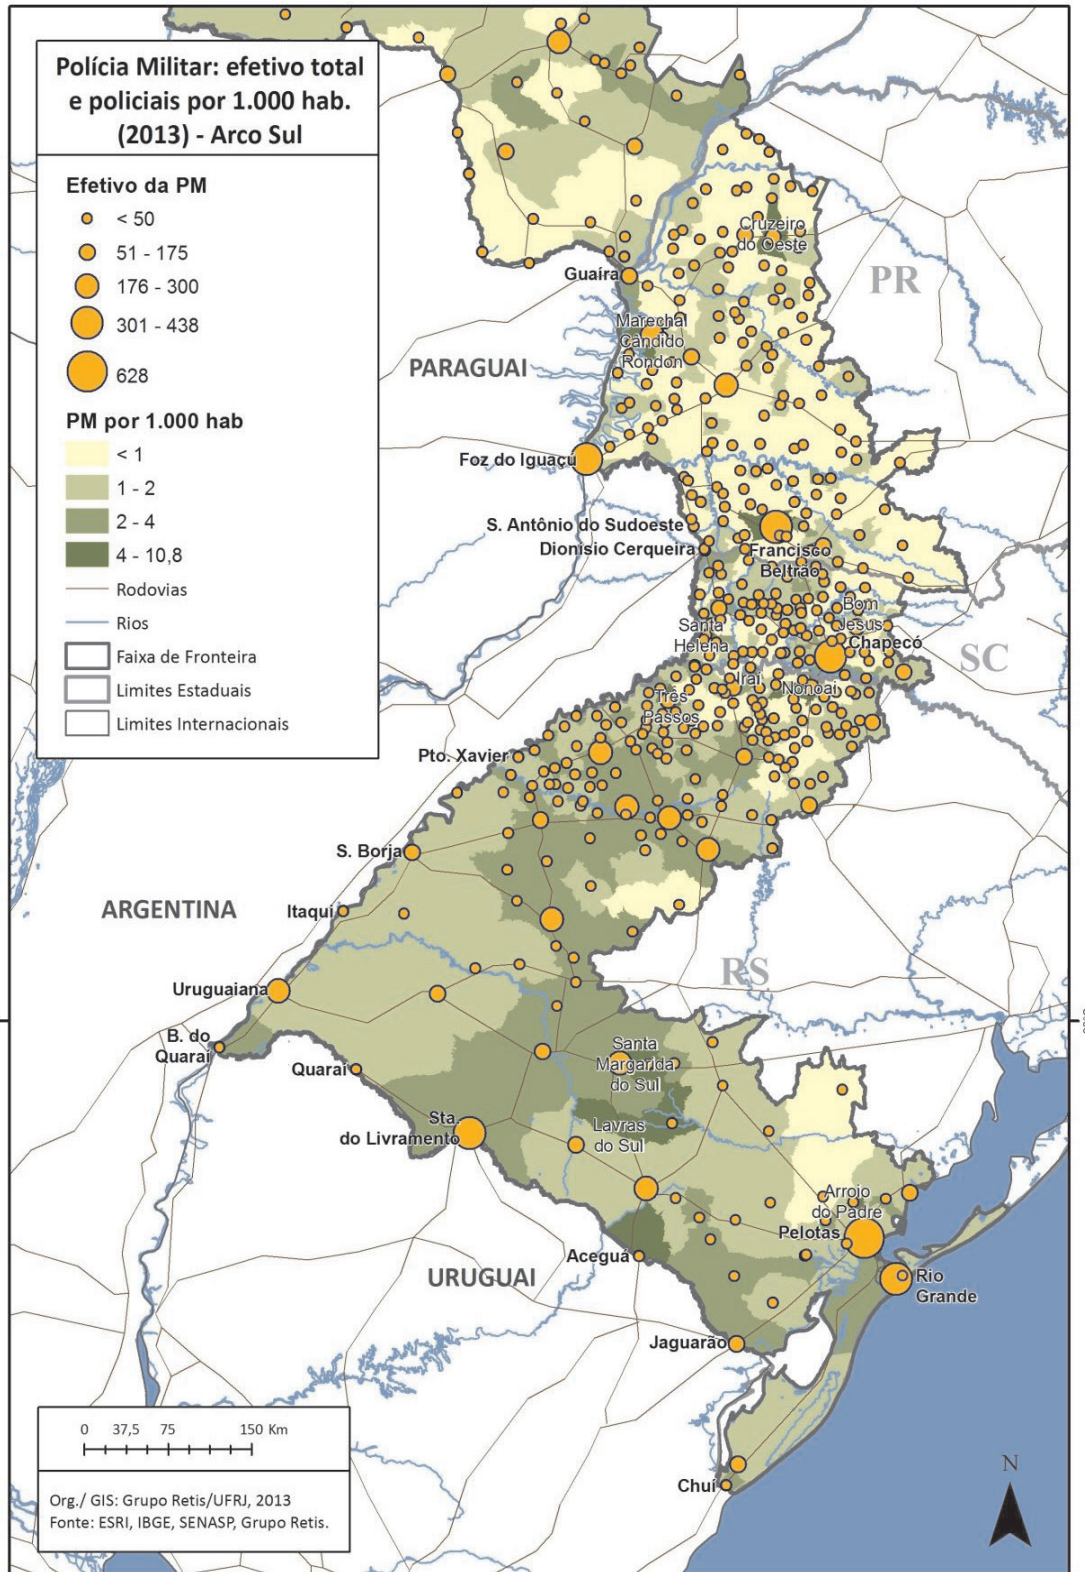 Polícia Militar: efetivo total
e policiais por 1.000 hab.
(2013) - Arco Sul
Efetivo da PM
< 50
51 - 175
176 - 300
301 - 438
628
PM por 1.000 hab
< 1
1 - 2
2 - 4
4 - 10,8
Rodovias
Rios
Faixa de Fronteira
Limites Estaduais
Limites Internacionais
Cruzeiro
do Oeste
Guaíra
PR
Marechal
Cândido
Rondon
PARAGUAI
Foz do Iguaçú
S. Antônio do Sudoeste
Dionísio Cerqueira
Francisco
Beltrão
Bom
Jesus
Santa
Helena
Chapecó
SC
Iraí
Nonoai
Três
Passos
Pto. Xavier
S. Borja
ARGENTINA
Itaqui
RS
Uruguaiana
B. do
Quaraí
Quaraí
Santa
Margarida
do Sul
Sta.
do Livramento
Lavras
do Sul
Arroio
do Padre
Pelotas
Aceguá
URUGUAI
Rio
Grande
Jaguarão
Chuí
0 37,5 75 150 Km
Org./ GIS: Grupo Retis/UFRJ, 2013
Fonte: ESRI, IBGE, SENASP, Grupo Retis.
N